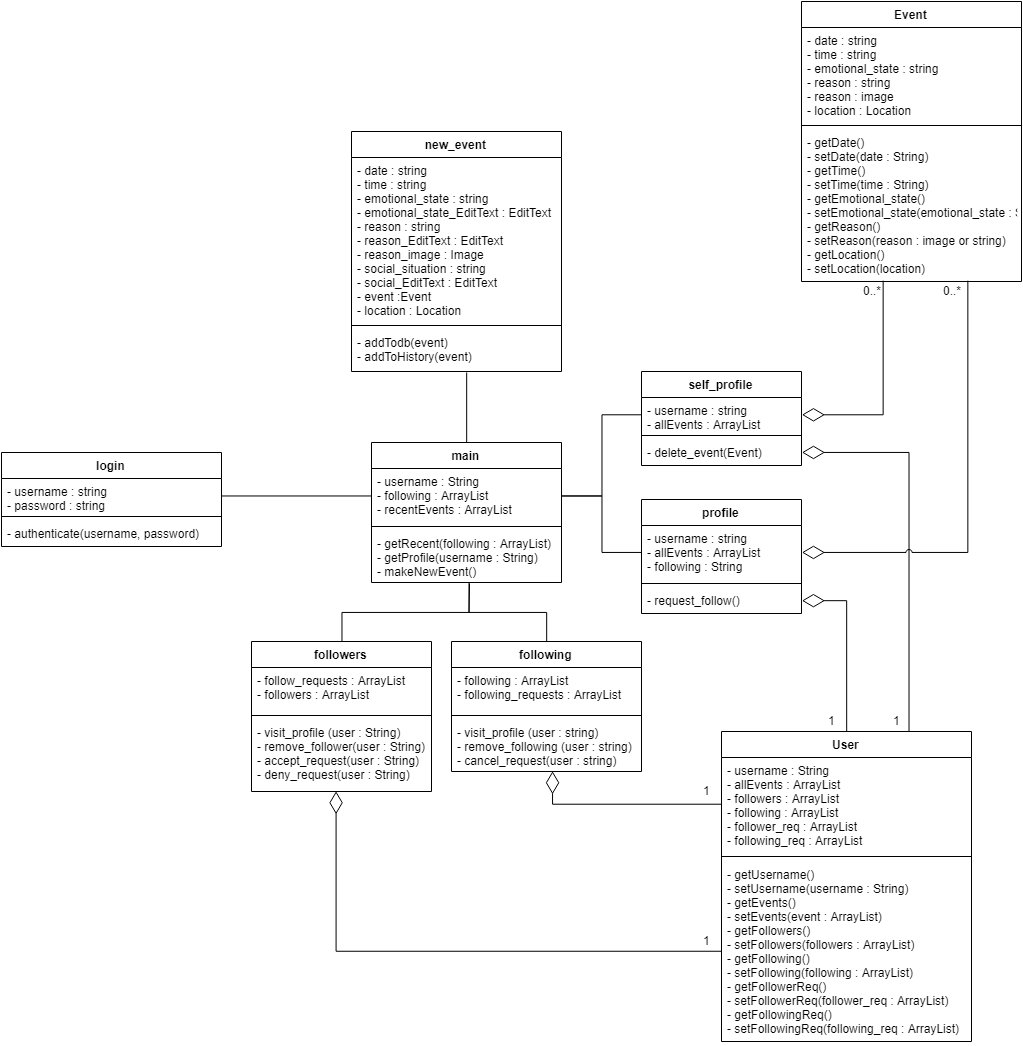 Event
- date : string
- time : string
- emotional_state : string
- reason : string
- reason : image
- location : Location
- getDate()
- setDate(date : String)
- getTime()
- setTime(time : String)
- getEmotional_state()
- setEmotional_state(emotional_state :
- getReason()
- setReason(reason : image or string)
- getLocation()
- setLocation(location)
0..*
0..*
new_event
- date : string
- time : string
- emotional_state : string
- emotional_state_EditText : EditText
- reason : string
- reason_EditText : EditText
- reason_image : Image
- social_situation : string
- social_EditText : EditText
- event :Event
- location : Location
- addTodb(event)
- addToHistory(event)
self_profile
- username : string
- allEvents : ArrayList
- delete_event(Event)
login
- username : string
- password : string
- authenticate(username, password)
main
- username : String
- following : ArrayList
- recentEvents : ArrayList
- getRecent(following : ArrayList)
- getProfile(username : String)
- makeNewEvent()
profile
- username : string
- allEvents : ArrayList
- following : String
- request_follow()
followers
- follow_requests : ArrayList
- followers : ArrayList
- visit_profile (user : String)
- remove_follower(user : String)
- accept_request(user : String)
- deny_request(user : String)
following
- following : ArrayList
- following_requests : ArrayList
- visit_profile (user : string)
- remove_following (user : string)
- cancel_request(user : string)
1
1
1
1
User
- username : String
- allEvents : ArrayList
- followers : ArrayList
- following : ArrayList
- follower_req : ArrayList
- following_req : ArrayList
- getUsername()
- setUsername(username : String)
- getEvents()
- setEvents(event : ArrayList)
- getFollowers()
- setFollowers(followers : ArrayList)
- getFollowing()
- setFollowing(following : ArrayList)
- getFollowerReq()
- setFollowerReq(follower_req : ArrayList)
- getFollowingReq()
- setFollowingReq(following_req : ArrayList)